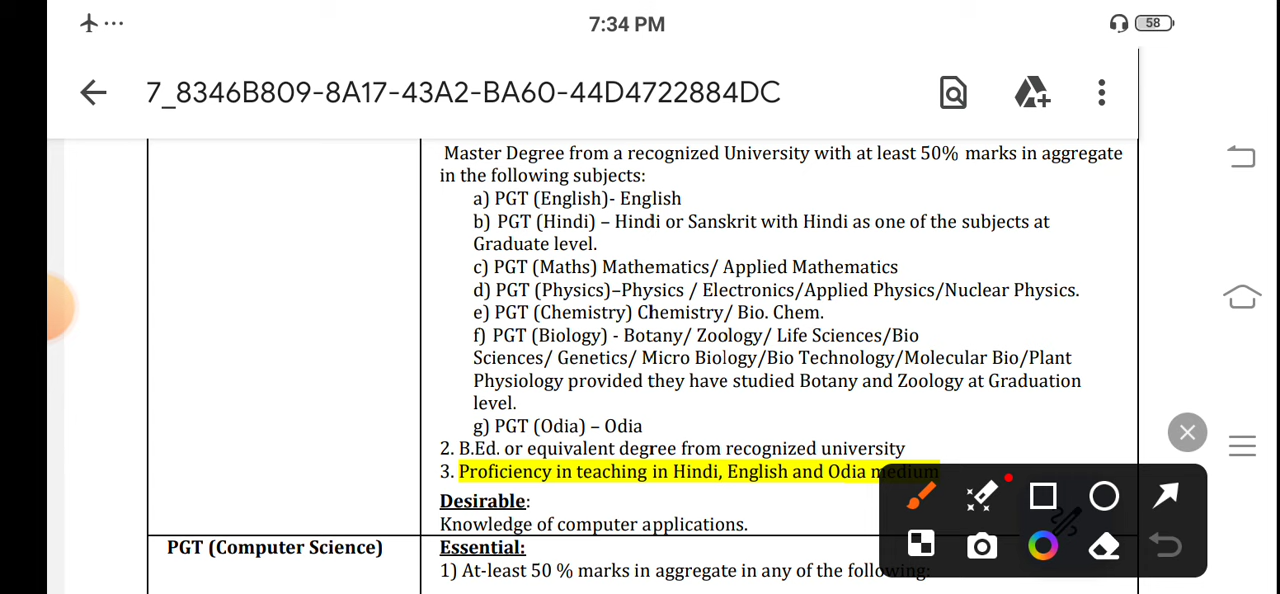 7:34 PM
58
7_8346B809-8A17-43A2-BA60-44D4722884DC
Master Degree from a recognized University with at least 50% marks in aggregate
in the following subjects:
a) PGT (English)- English
b) PGT (Hindi) – Hindi or Sanskrit with Hindi as one of the subjects at
Graduate level.
c) PGT (Maths) Mathematics/ Applied Mathematics
d) PGT (Physics)–Physics / Electronics/Applied Physics/Nuclear Physics.
e) PGT (Chemistry) Chemistry/ Bio. Chem.
f) PGT (Biology) - Botany/ Zoology/ Life Sciences/Bio
Sciences/ Genetics/ Micro Biology/Bio Technology/Molecular Bio/Plant
Physiology provided they have studied Botany and Zoology at Graduation
level.
g) PGT (Odia) – Odia
2. B.Ed. or equivalent degree from recognized university
3. Proficiency in teaching in Hindi, English and Odia medium
Desirable:
Knowledge of computer applications.
PGT (Computer Science)
Essential:
1) At-least 50 % marks in aggregate in any of the following: